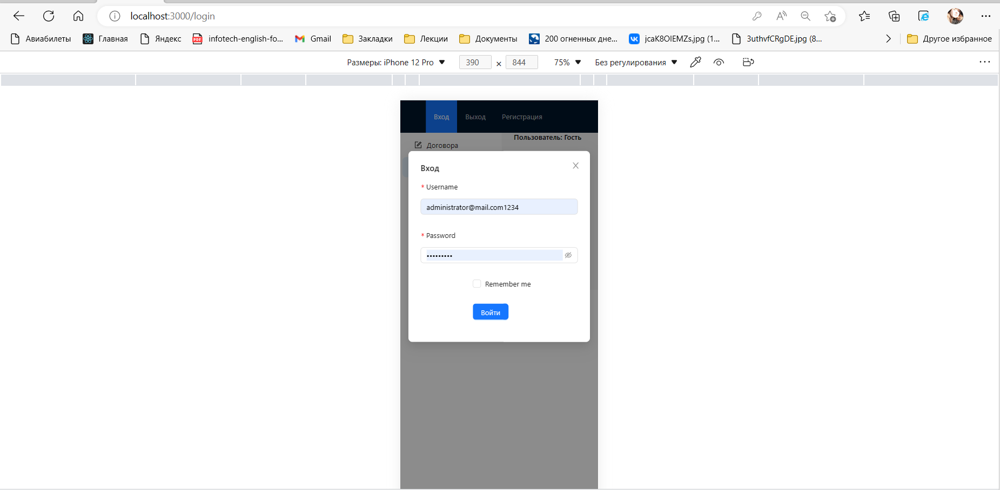 localhost:3000/login
Авиабилеты Главная Яндекс infotech-english-fo... Gmail Закладки Лекции Документы 200 огненных дне... jcaK8OIEMZs.jpg (1... 3uthvfCRgDE.jpg (8... Другое избранное
Размеры: iPhone 12 Pro 390 × 844 75% Без регулирования
Вход Выход Регистрация
Пользователь: Гость
Договора
Вход
* Username
administrator@mail.com1234
* Password
•••••••••
Remember me
Войти